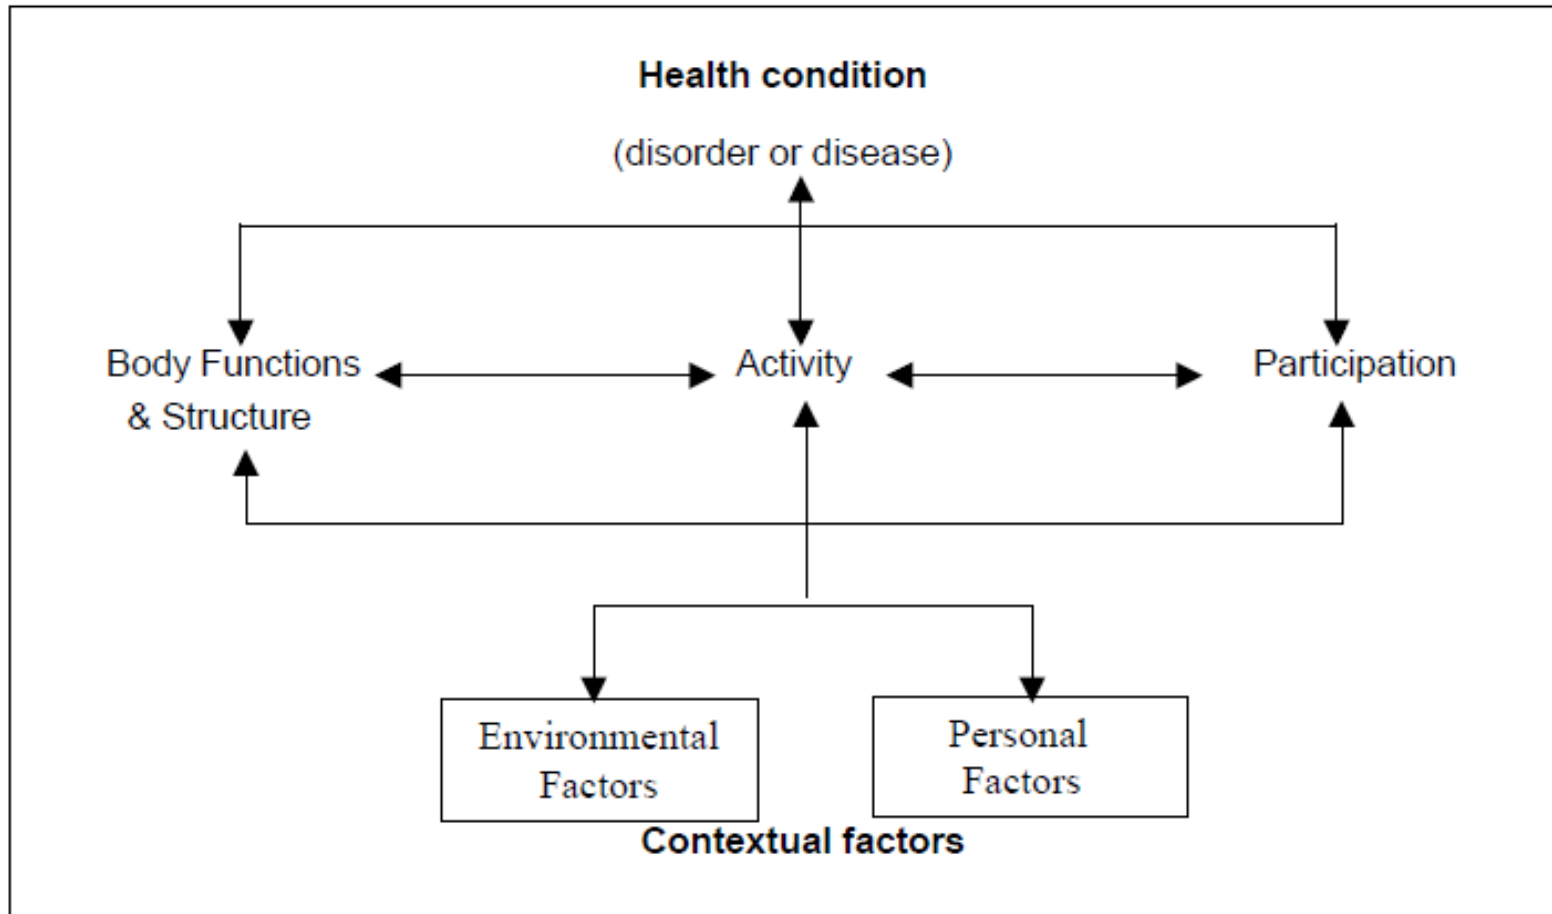 Health condition
(disorder or disease)
Body Functions
& Structure
Activity
Participation
Environmental
Factors
Personal
Factors
Contextual factors